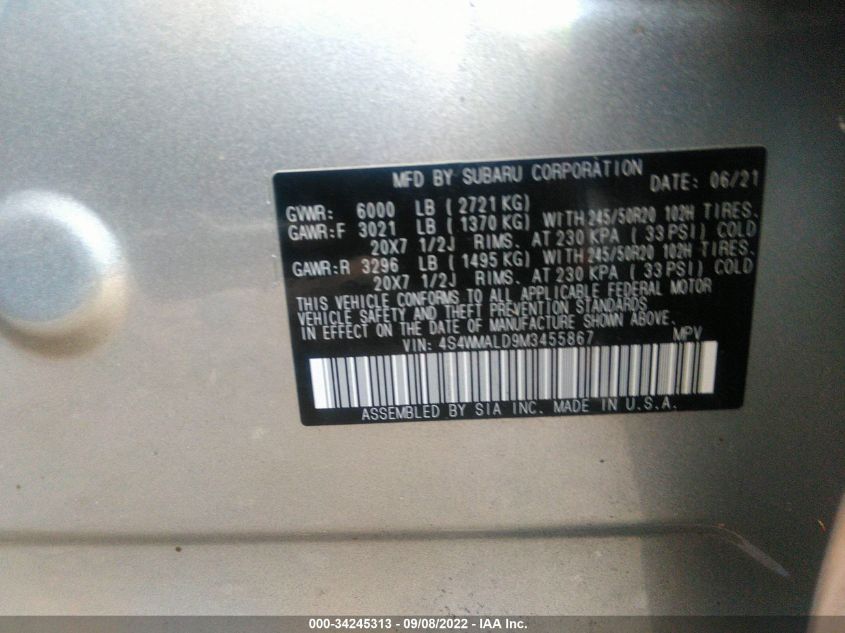 MFD BY SUBARU CORPORATION DATE: 06/21
GVWR: 6000 LB ( 2721 KG)
GAWR:F 3021 LB ( 1370 KG) WITH 245/50R20 102H TIRES.
20X7 1/2J RIMS. AT 230 KPA ( 33 PSI) COLD
GAWR:R 3296 LB ( 1495 KG) WITH 245/50R20 102H TIRES.
20X7 1/2J RIMS. AT 230 KPA ( 33 PSI) COLD
THIS VEHICLE CONFORMS TO ALL APPLICABLE FEDERAL MOTOR
VEHICLE SAFETY AND THEFT PREVENTION STANDARDS
IN EFFECT ON THE DATE OF MANUFACTURE SHOWN ABOVE.
VIN: 4S4WMALD9M3455867 MPV
ASSEMBLED BY SIA INC. MADE IN U.S.A.
000-34245313 - 09/08/2022 - IAA Inc.